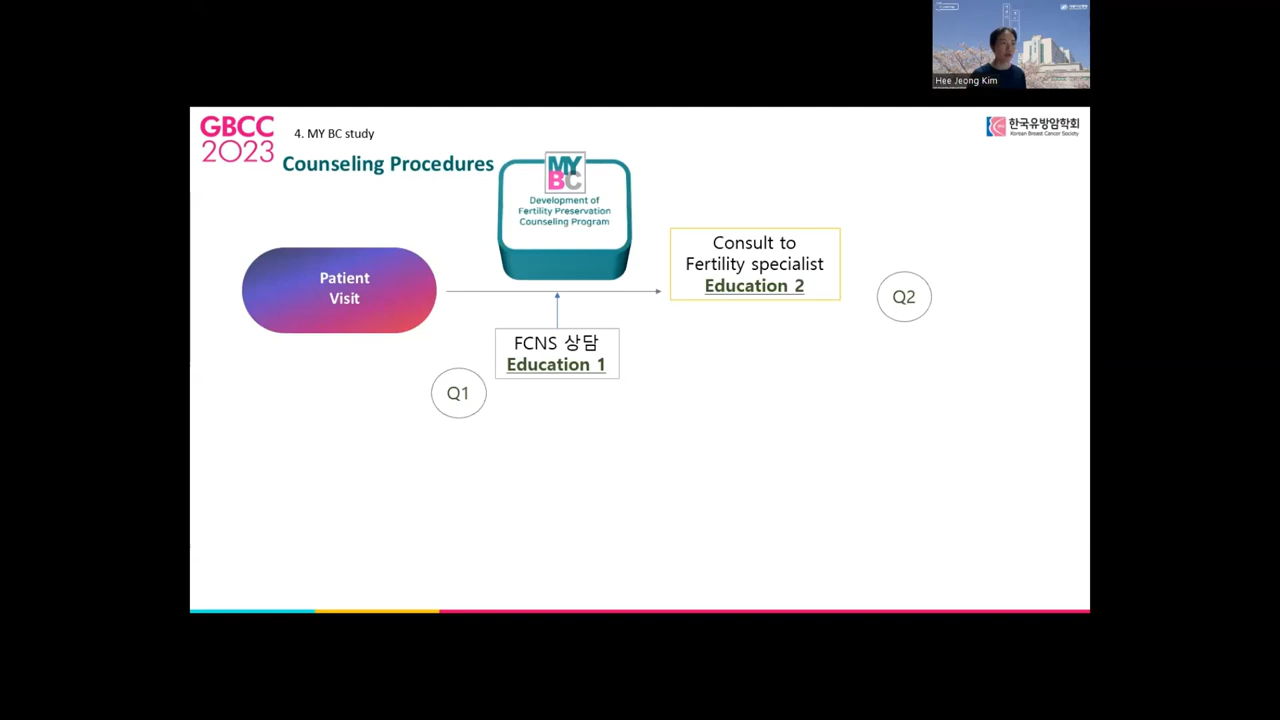 Hee Jeong Kim
GBCC
2023
4. MY BC study
Counseling Procedures
한국유방암학회
Korean Breast Cancer Society
MY
BC
Development of
Fertility Preservation
Counseling Program
Patient
Visit
Consult to
Fertility specialist
Education 2
Q2
FCNS 상담
Education 1
Q1